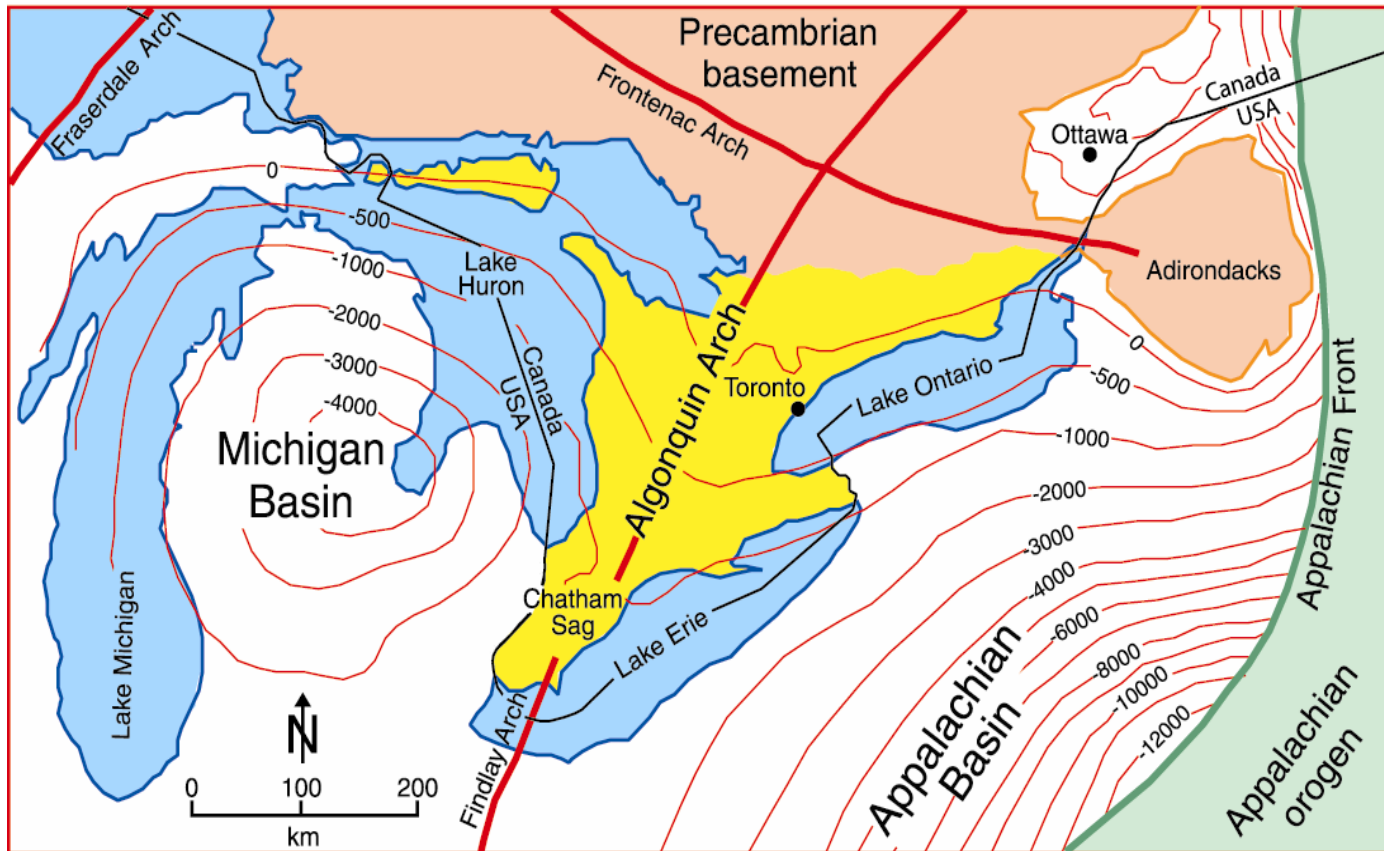 Precambrian
basement
Fraserdale Arch
Frontenac Arch
Canada
USA
Ottawa
0
-500
-1000
-2000
-3000
-4000
Lake
Huron
Canada
USA
Adirondacks
Algonquin Arch
Toronto
Lake Ontario
0
-500
-1000
-2000
-3000
-4000
-6000
-8000
-10000
-12000
Michigan
Basin
Appalachian Front
Chatham
Sag
Lake Erie
Lake Michigan
N
0
100
200
km
Findlay Arch
Appalachian
Basin
Appalachian
orogen